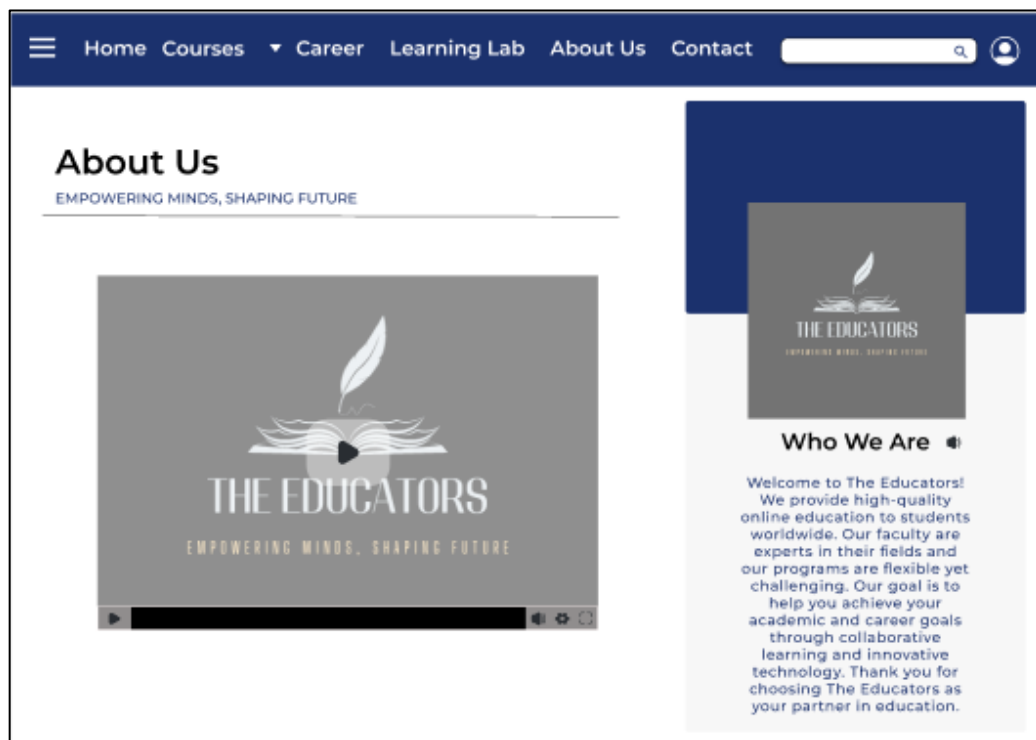 Home Courses Career Learning Lab About Us Contact
About Us
EMPOWERING MINDS, SHAPING FUTURE
THE EDUCATORS
EMPOWERING MINDS, SHAPING FUTURE
THE EDUCATORS
EMPOWERING MINDS, SHAPING FUTURE
Who We Are
Welcome to The Educators!
We provide high-quality
online education to students
worldwide. Our faculty are
experts in their fields and
our programs are flexible yet
challenging. Our goal is to
help you achieve your
academic and career goals
through collaborative
learning and innovative
technology. Thank you for
choosing The Educators as
your partner in education.